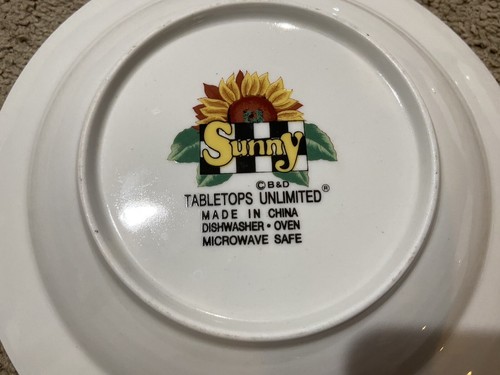 Sunny
©B&D
TABLETOPS UNLIMITED®
MADE IN CHINA
DISHWASHER • OVEN
MICROWAVE SAFE